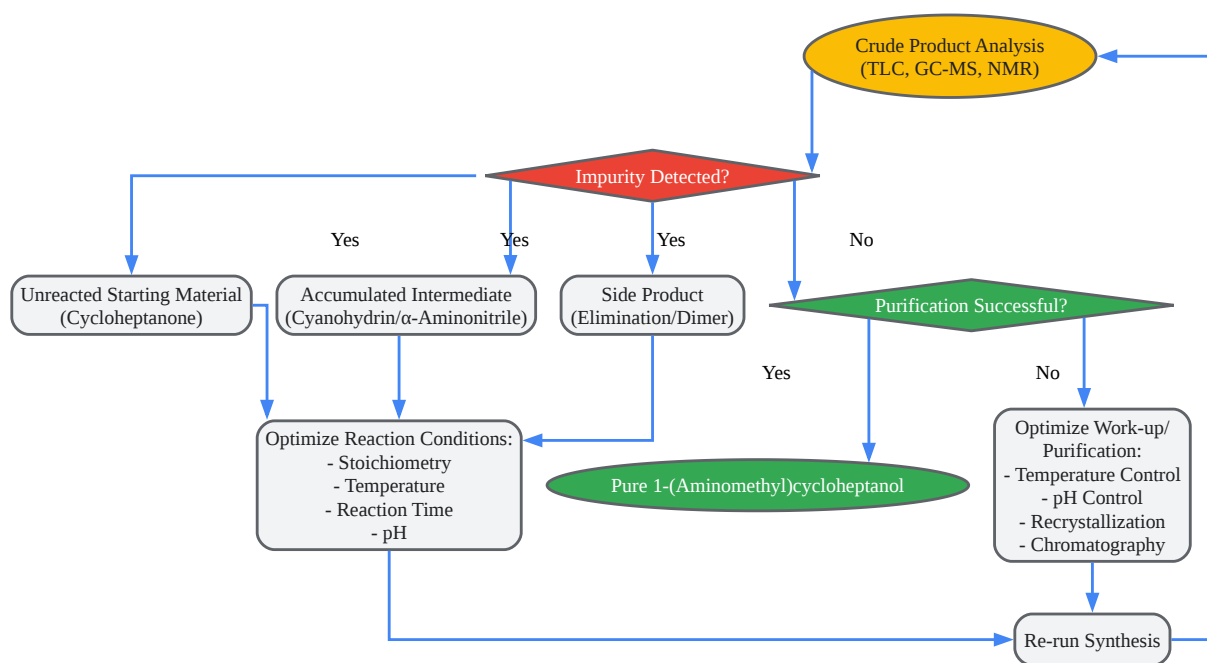 Crude Product Analysis
(TLC, GC-MS, NMR)
Impurity Detected?
Yes
Yes
Yes
No
Unreacted Starting Material
(Cycloheptanone)
Accumulated Intermediate
(Cyanohydrin/α-Aminonitrile)
Side Product
(Elimination/Dimer)
Purification Successful?
Yes
No
Optimize Reaction Conditions:
- Stoichiometry
- Temperature
- Reaction Time
- pH
Pure 1-(Aminomethyl)cycloheptanol
Optimize Work-up/
Purification:
- Temperature Control
- pH Control
- Recrystallization
- Chromatography
Re-run Synthesis